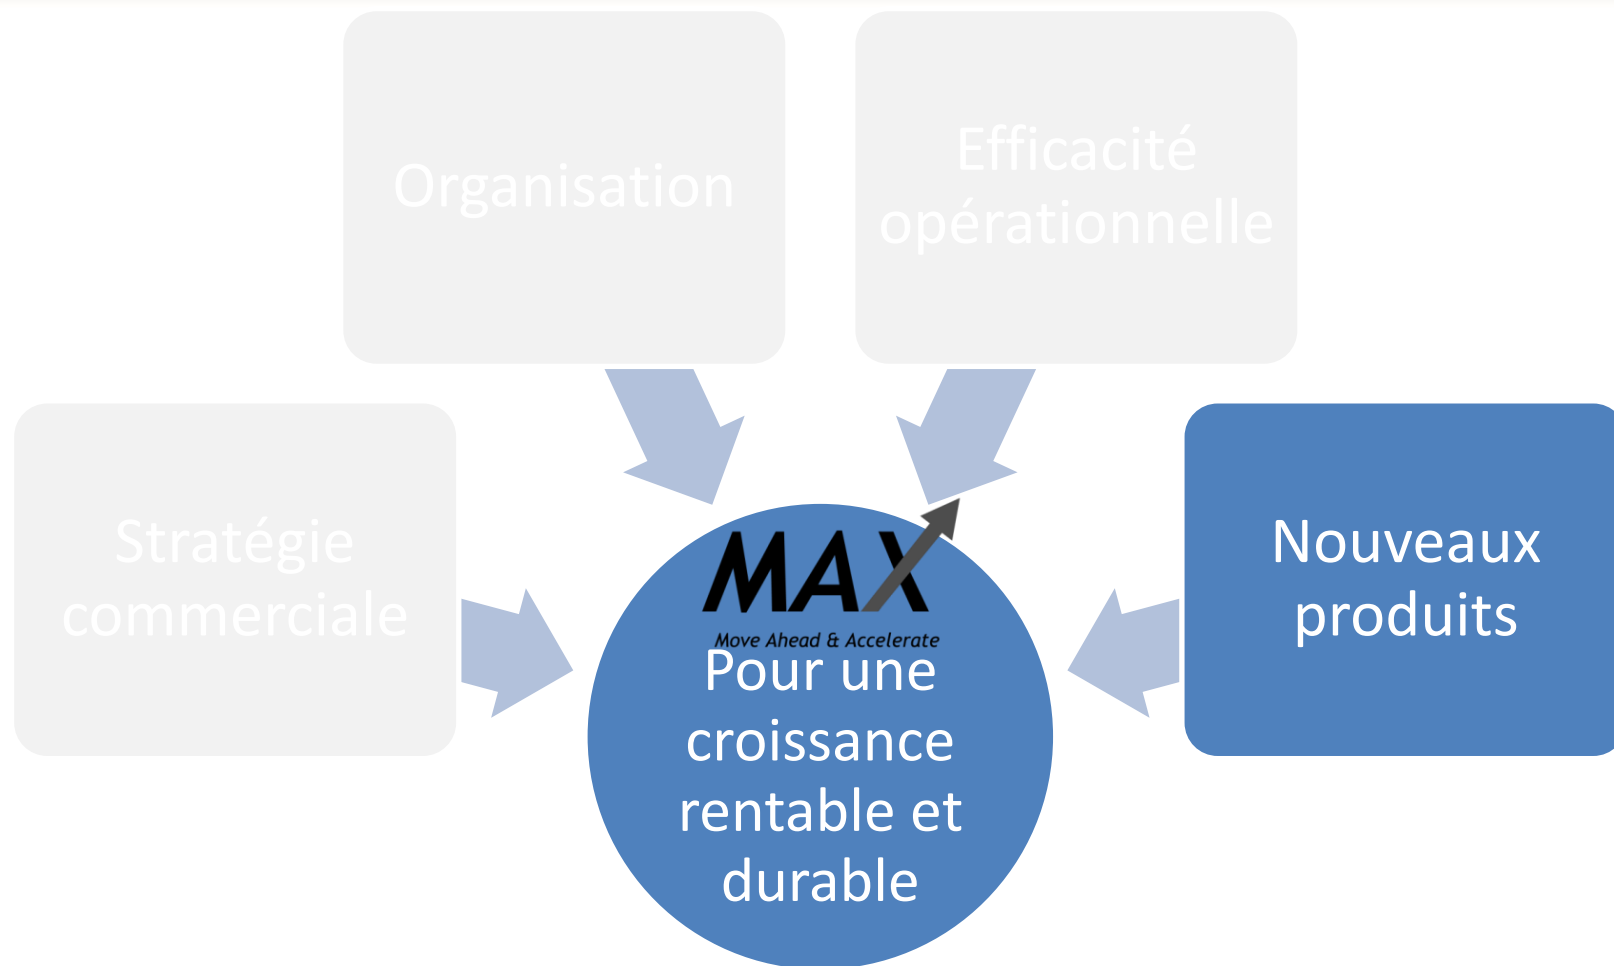 Organisation
Efficacité
opérationnelle
Stratégie
commerciale
Nouveaux
produits
MAX
Move Ahead & Accelerate
Pour une
croissance
rentable et
durable